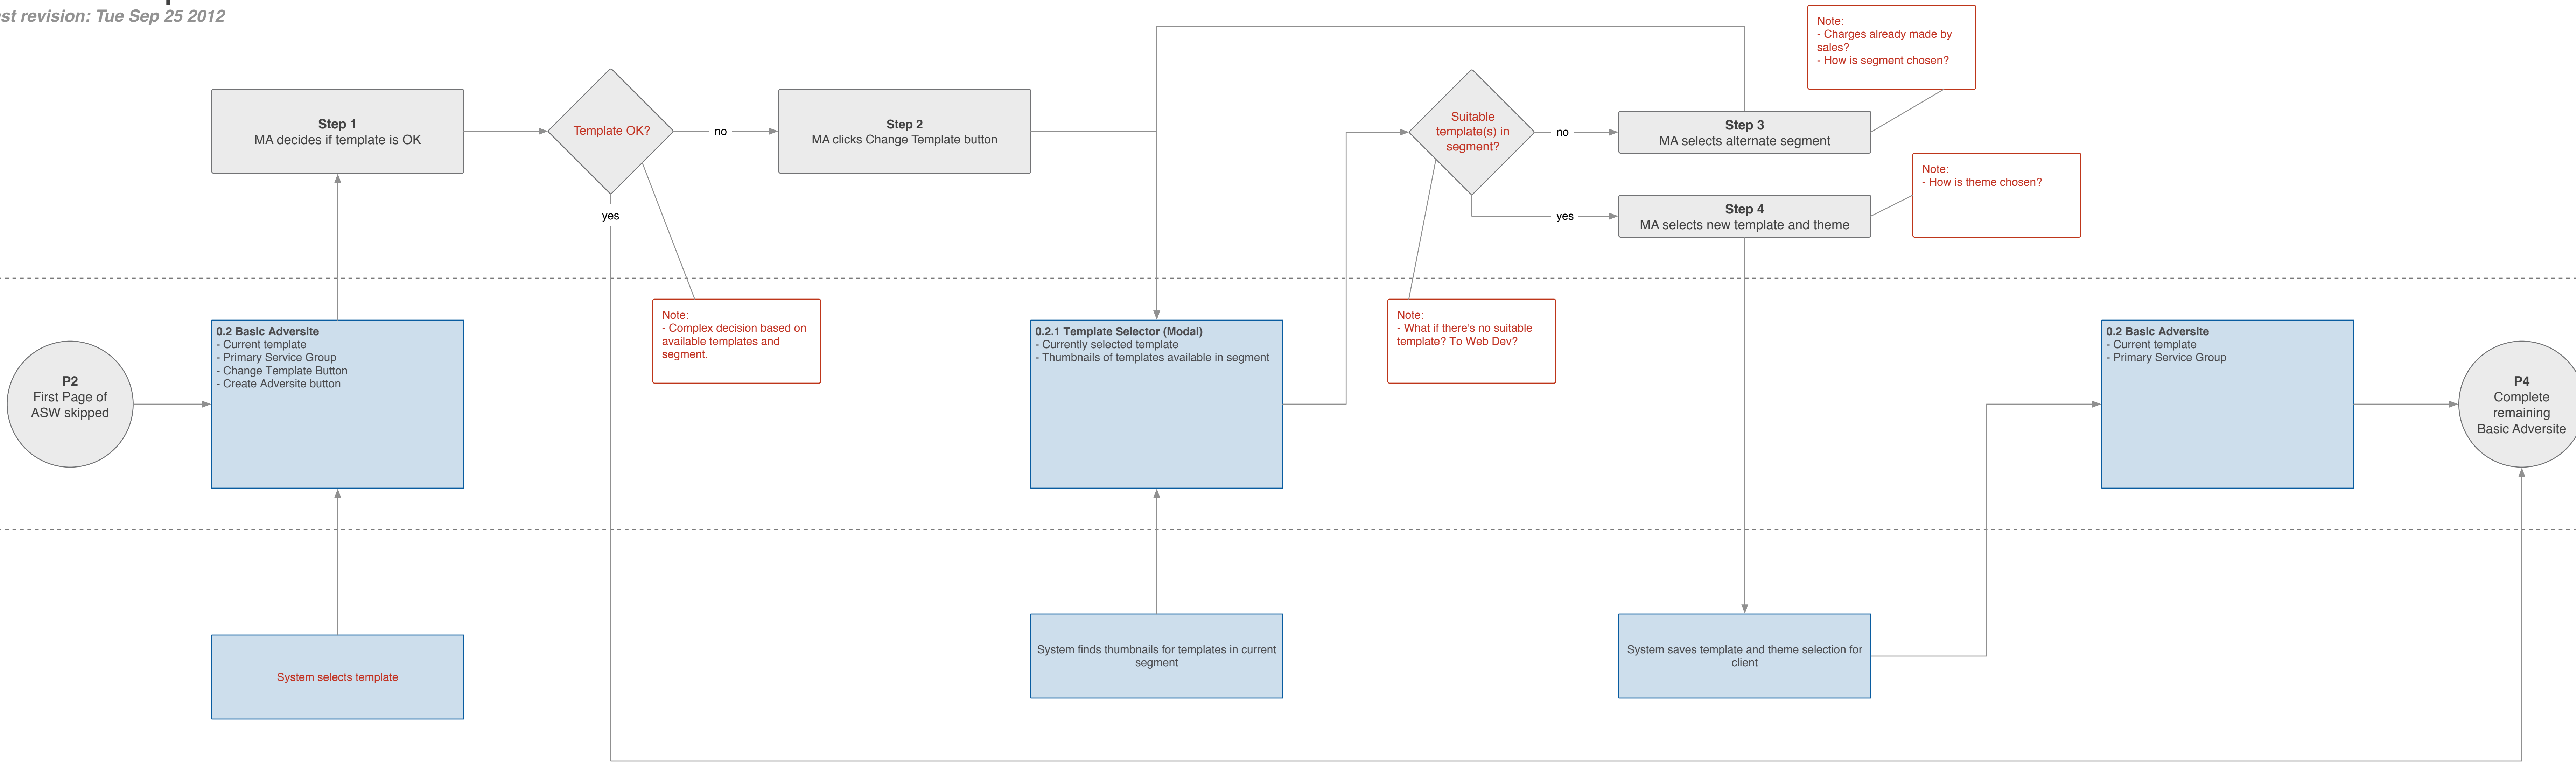 st revision: Tue Sep 25 2012
Note:
- Charges already made by
sales?
- How is segment chosen?
Step 1
MA decides if template is OK
Template OK?
no
Step 2
MA clicks Change Template button
Suitable
template(s) in
segment?
no
Step 3
MA selects alternate segment
Note:
- How is theme chosen?
yes
yes
Step 4
MA selects new template and theme
Note:
- Complex decision based on
available templates and
segment.
Note:
- What if there's no suitable
template? To Web Dev?
P2
First Page of
ASW skipped
0.2 Basic Adversite
- Current template
- Primary Service Group
- Change Template Button
- Create Adversite button
0.2.1 Template Selector (Modal)
- Currently selected template
- Thumbnails of templates available in segment
0.2 Basic Adversite
- Current template
- Primary Service Group
P4
Complete
remaining
Basic Adversite
System selects template
System finds thumbnails for templates in current
segment
System saves template and theme selection for
client